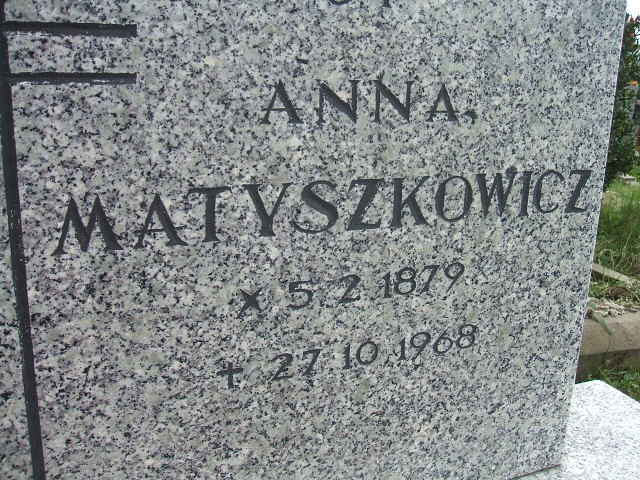 ANNA
MATYSZKOWICZ
× 5 2 1879
+ 27 10 1968